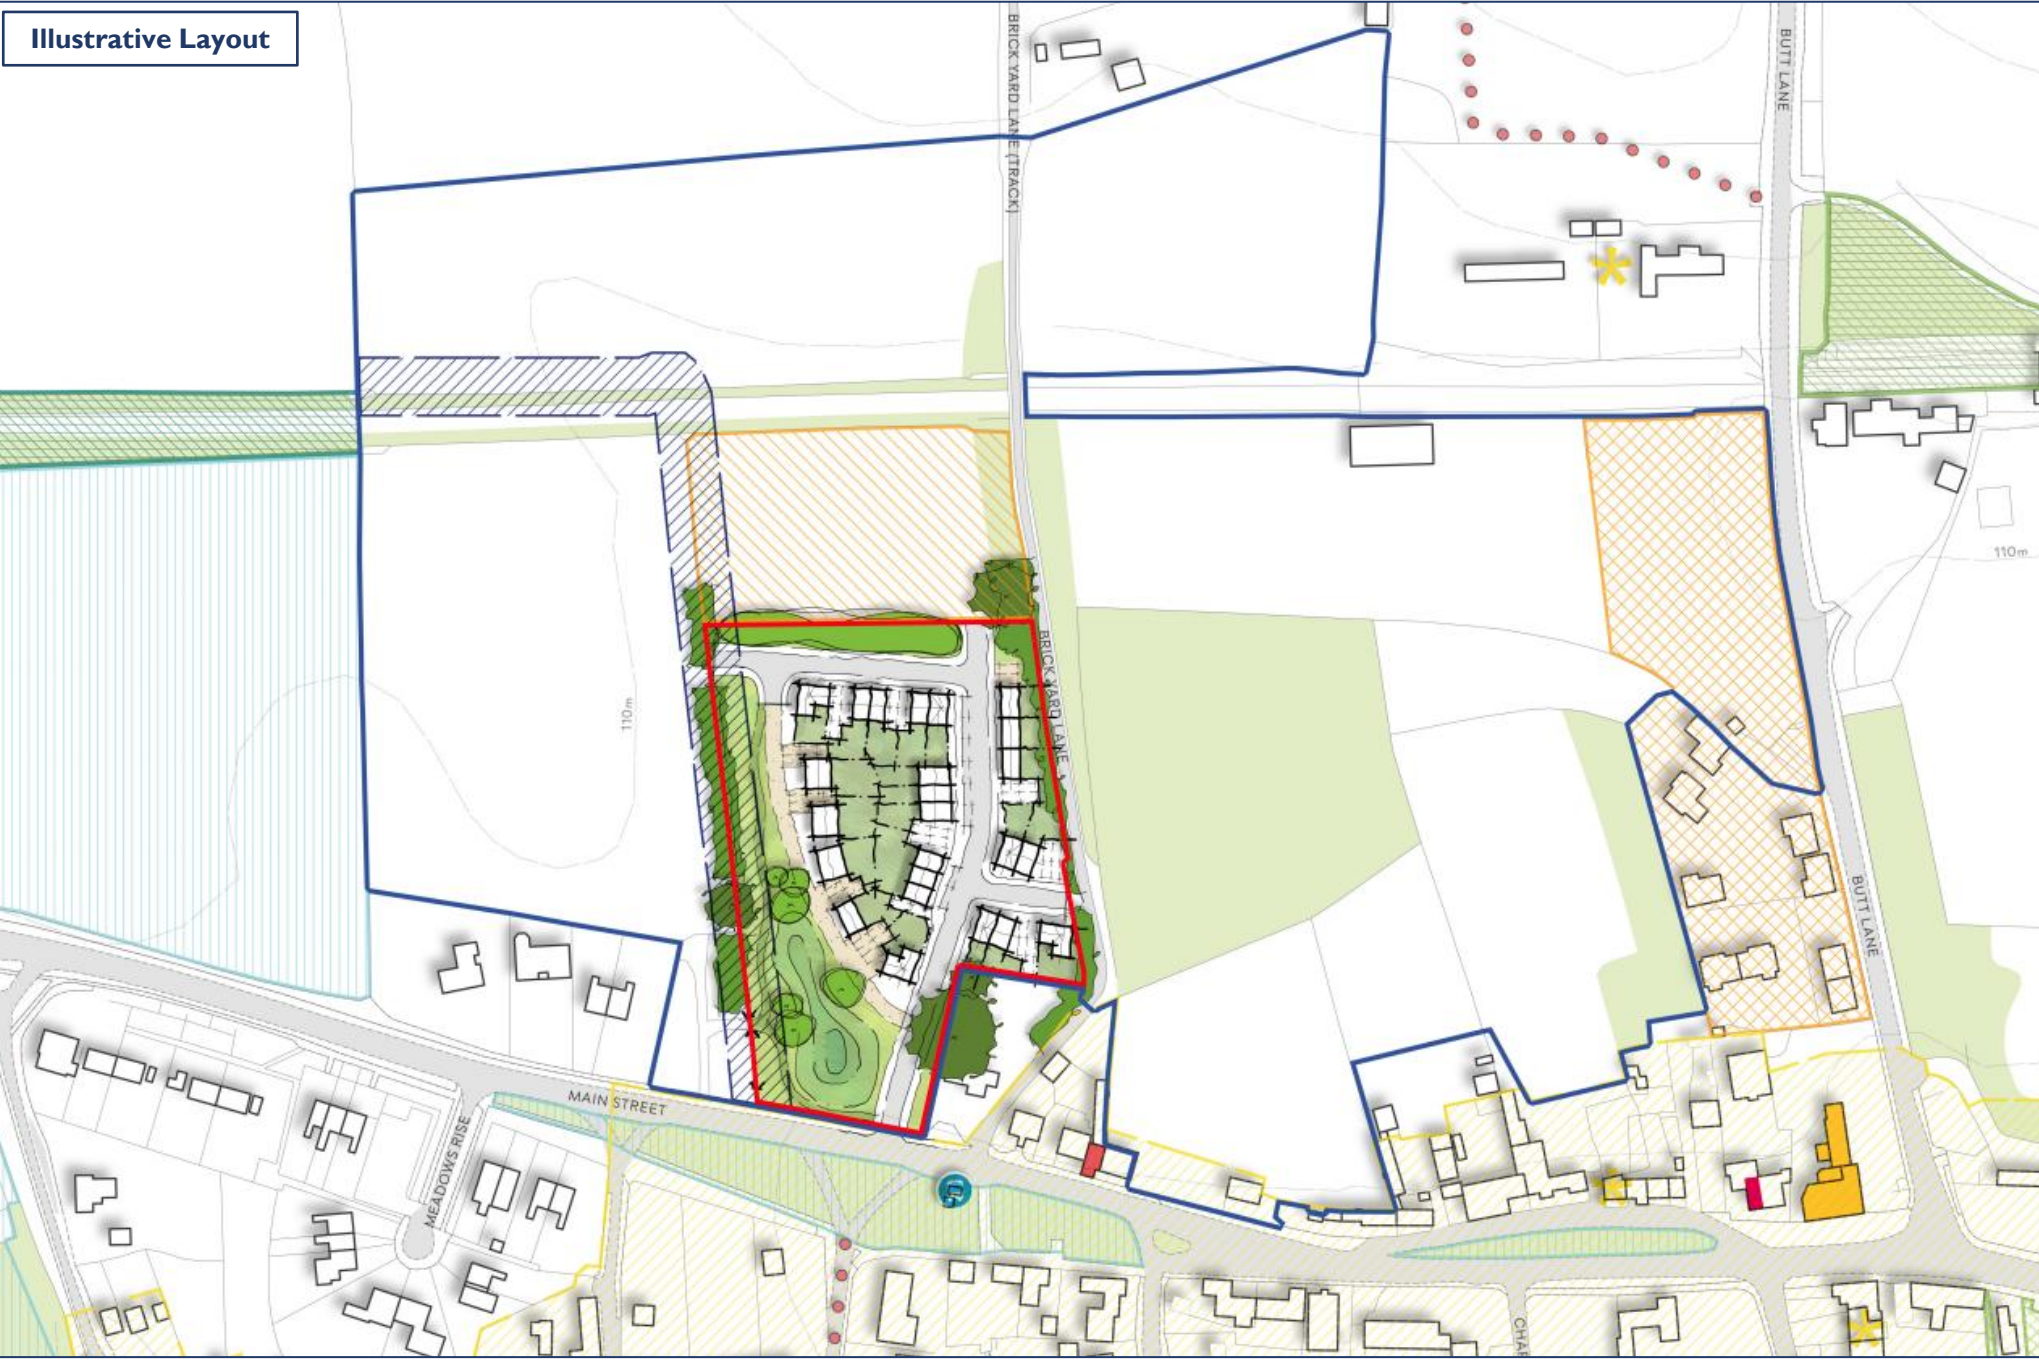 Illustrative Layout
BRICK YARD LANE (TRACK)
BUTT LANE
110m
110m
BRICK YARD LANE
BUTT LANE
MAIN STREET
MEADOWS RISE